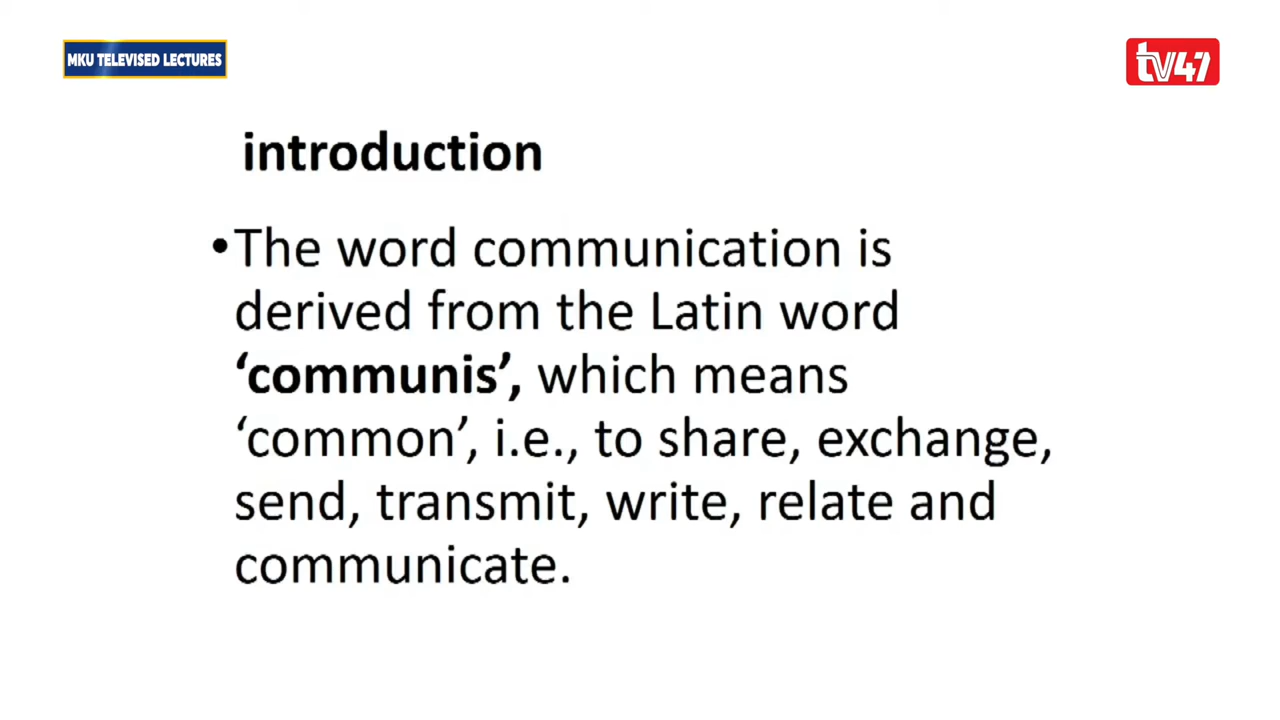 MKU TELEVISED LECTURES
tv47
introduction
•The word communication is
derived from the Latin word
‘communis’, which means
‘common’, i.e., to share, exchange,
send, transmit, write, relate and
communicate.